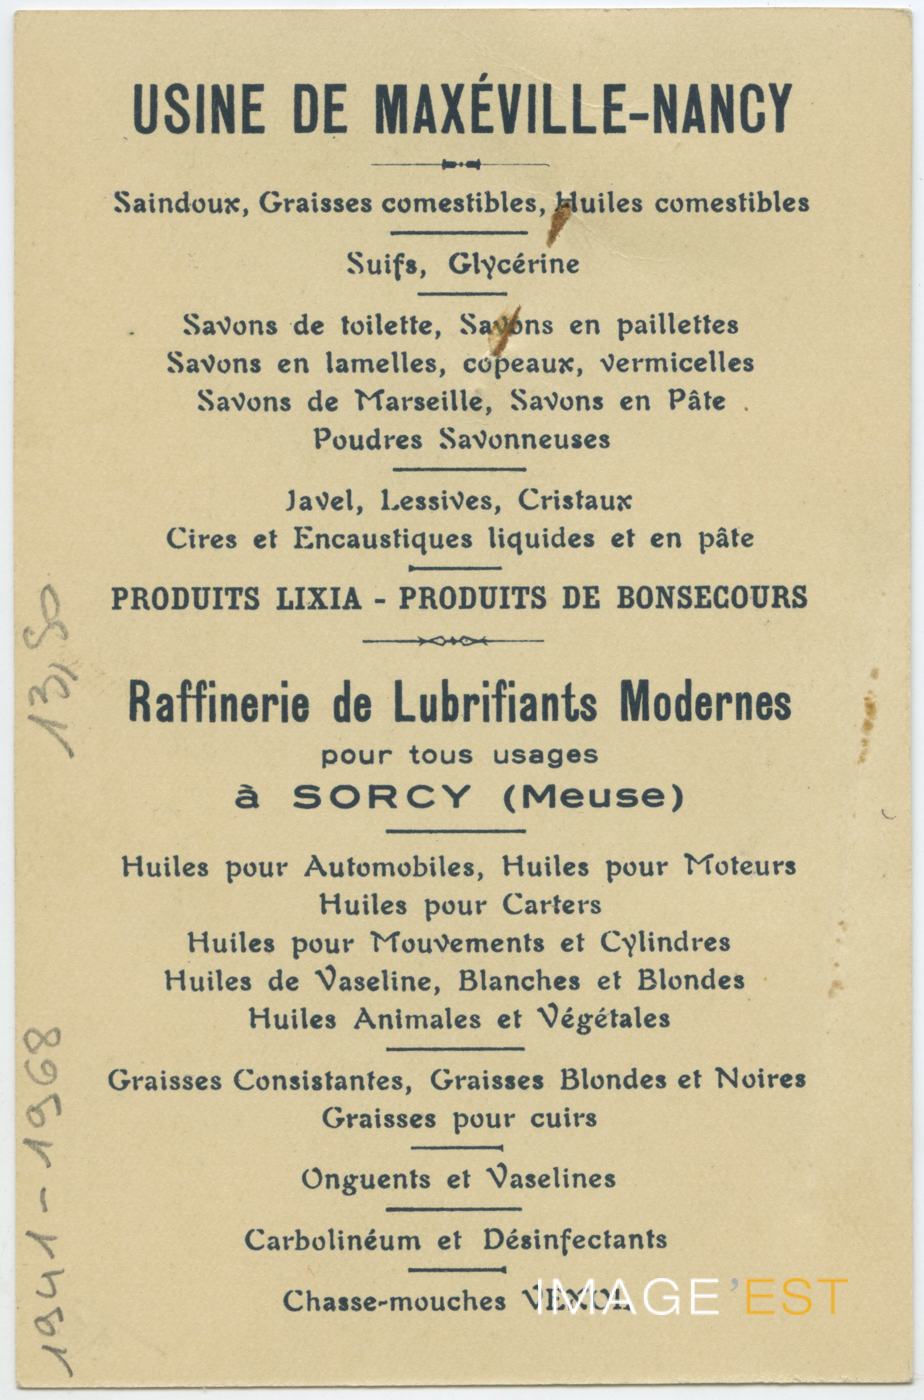 USINE DE MAXÉVILLE-NANCY
Saindoux, Graisses comestibles, Huiles comestibles
Suifs, Glycérine
Savons de toilette, Savons en paillettes
Savons en lamelles, copeaux, vermicelles
Savons de Marseille, Savons en Pâte
Poudres Savonneuses
Javel, Lessives, Cristaux
Cires et Encaustiques liquides et en pâte
PRODUITS LIXIA - PRODUITS DE BONSECOURS
Raffinerie de Lubrifiants Modernes
pour tous usages
à SORCY (Meuse)
Huiles pour Automobiles, Huiles pour Moteurs
Huiles pour Carters
Huiles pour Mouvements et Cylindres
Huiles de Vaseline, Blanches et Blondes
Huiles Animales et Végétales
Graisses Consistantes, Graisses Blondes et Noires
Graisses pour cuirs
Onguents et Vaselines
Carbolinéum et Désinfectants
Chasse-mouches VEXOL
IMAGE'EST
13,50
1941-1968